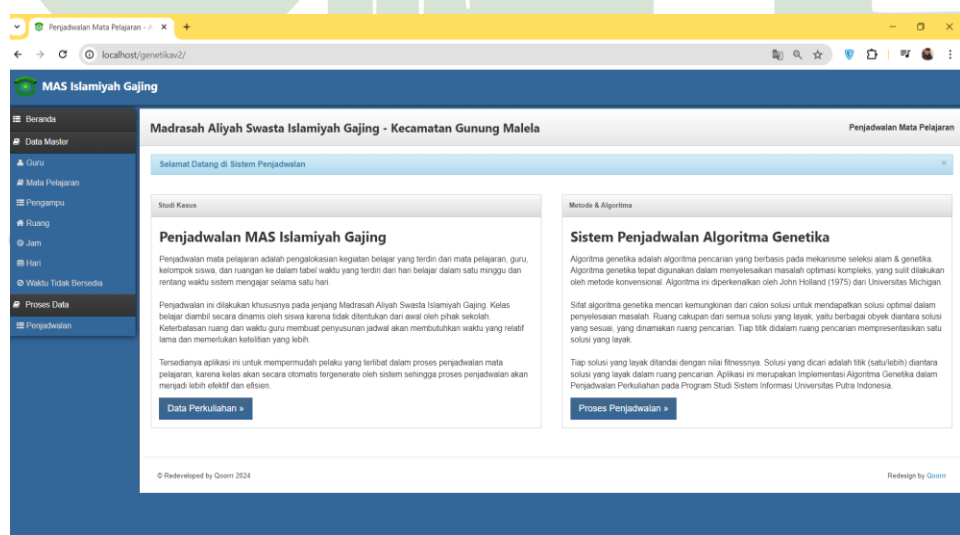 Penjadwalan Mata Pelajaran - A
localhost/genetikav2/
MAS Islamiyah Gajing
Beranda
Data Master
Guru
Mata Pelajaran
Pengampu
Ruang
Jam
Hari
Waktu Tidak Bersedia
Proses Data
Penjadwalan
Madrasah Aliyah Swasta Islamiyah Gajing - Kecamatan Gunung Malela
Penjadwalan Mata Pelajaran
Selamat Datang di Sistem Penjadwalan
×
Studi Kasus
Penjadwalan MAS Islamiyah Gajing
Penjadwalan mata pelajaran adalah pengalokasian kegiatan belajar yang terdiri dari mata pelajaran, guru,
kelompok siswa, dan ruangan ke dalam tabel waktu yang terdiri dari hari belajar dalam satu minggu dan
rentang waktu sistem mengajar selama satu hari.
Penjadwalan ini dilakukan khususnya pada jenjang Madrasah Aliyah Swasta Islamiyah Gajing. Kelas
belajar diambil secara dinamis oleh siswa karena tidak ditentukan dari awal oleh pihak sekolah.
Keterbatasan ruang dan waktu guru membuat penyusunan jadwal akan membutuhkan waktu yang relatif
lama dan memerlukan ketelitian yang lebih.
Tersedianya aplikasi ini untuk mempermudah pelaku yang terlibat dalam proses penjadwalan mata
pelajaran, karena kelas akan secara otomatis tergenerate oleh sistem sehingga proses penjadwalan akan
menjadi lebih efektif dan efisien.
Data Perkuliahan »
Metode & Algoritma
Sistem Penjadwalan Algoritma Genetika
Algoritma genetika adalah algoritma pencarian yang berbasis pada mekanisme seleksi alam & genetika.
Algoritma genetika tepat digunakan dalam menyelesaikan masalah optimasi kompleks, yang sulit dilakukan
oleh metode konvensional. Algoritma ini diperkenalkan oleh John Holland (1975) dari Universitas Michigan.
Sifat algoritma genetika mencari kemungkinan dari calon solusi untuk mendapatkan solusi optimal dalam
penyelesaian masalah. Ruang cakupan dari semua solusi yang layak, yaitu berbagai obyek diantara solusi
yang sesuai, yang dinamakan ruang pencarian. Tiap titik didalam ruang pencarian mempresentasikan satu
solusi yang layak.
Tiap solusi yang layak ditandai dengan nilai fitnessnya. Solusi yang dicari adalah titik (satu/lebih) diantara
solusi yang layak dalam ruang pencarian. Aplikasi ini merupakan Implementasi Algoritma Genetika dalam
Penjadwalan Perkuliahan pada Program Studi Sistem Informasi Universitas Putra Indonesia.
Proses Penjadwalan »
© Redeveloped by Qoorrr 2024
Redesign by Qoorrr